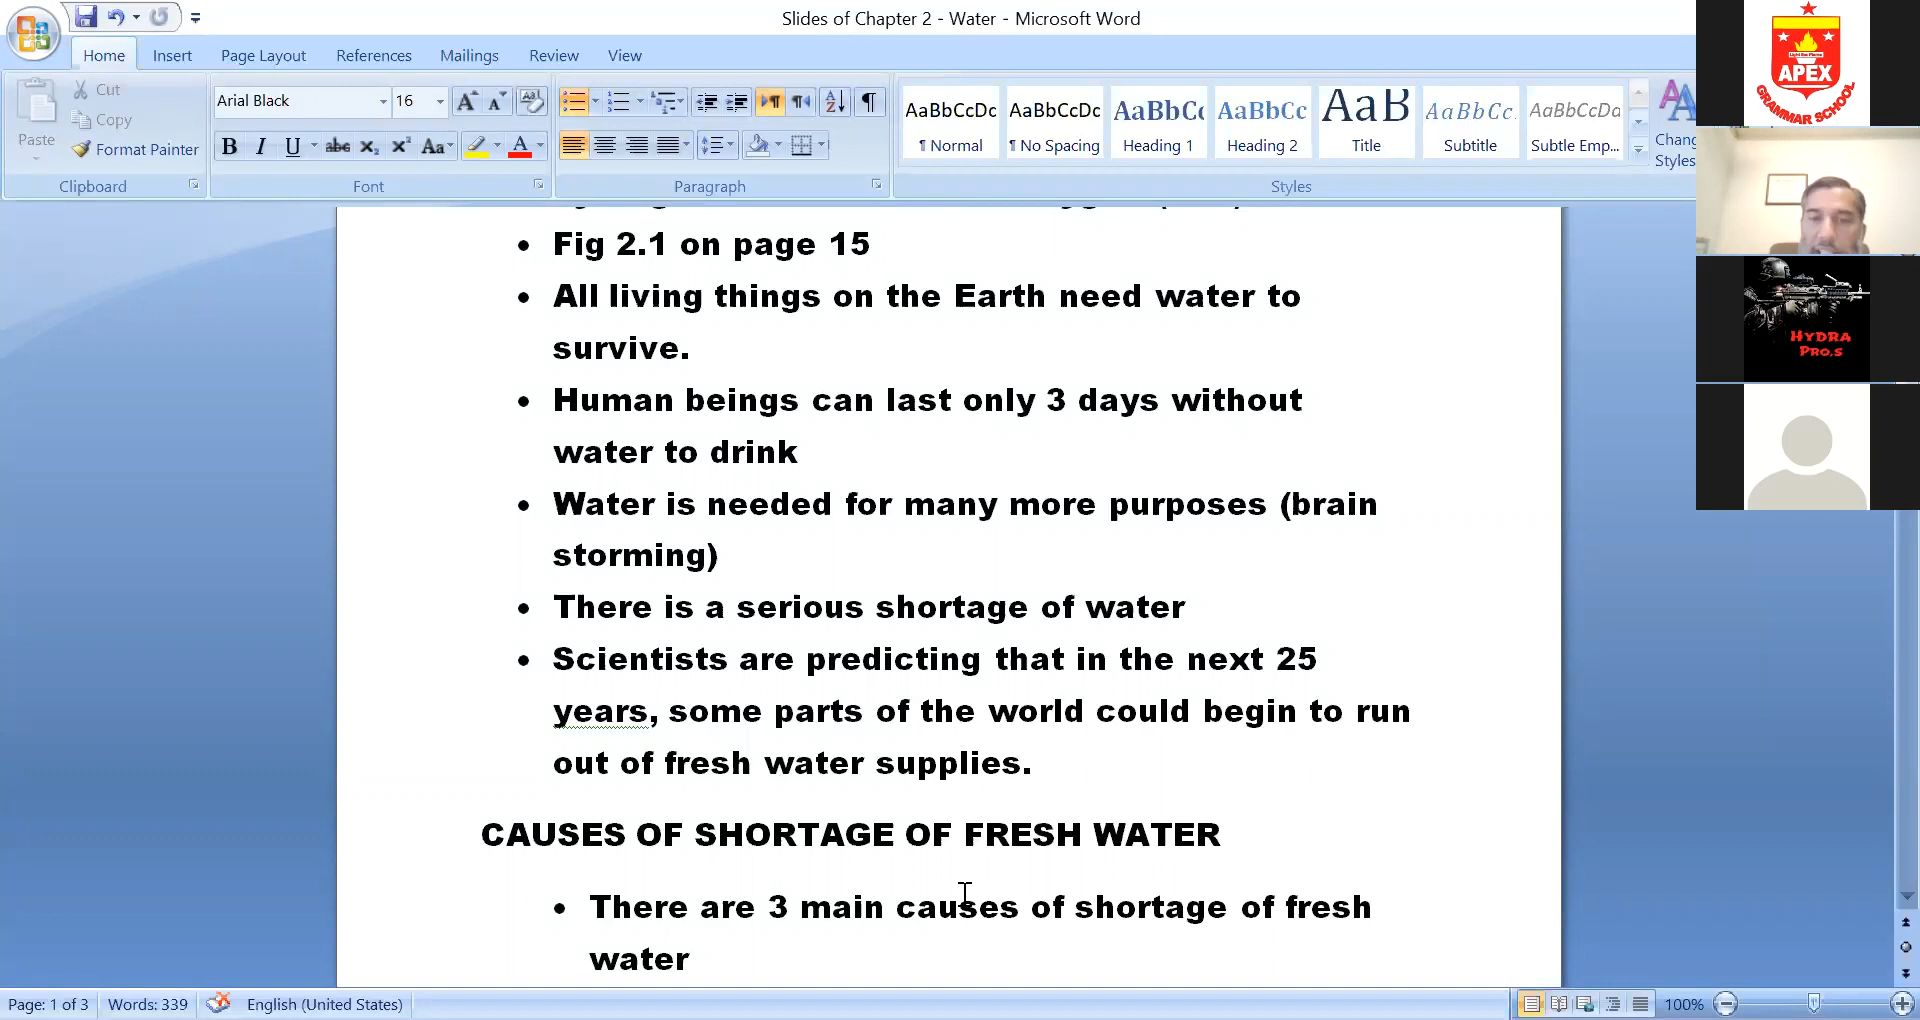 Slides of Chapter 2 - Water - Microsoft Word
Home Insert Page Layout References Mailings Review View
Paste
Cut
Copy
Format Painter
Clipboard
Arial Black 16
Font
Paragraph
AaBbCcDc AaBbCcDc AaBbCc AaBbCc AaB AaBbCc. AaBbCcDa
¶ Normal ¶ No Spacing Heading 1 Heading 2 Title Subtitle Subtle Emp...
Styles
Chang
Styles
APEX
GRAMMAR SCHOOL
HYDRA
PRO,S
• Fig 2.1 on page 15
• All living things on the Earth need water to
survive.
• Human beings can last only 3 days without
water to drink
• Water is needed for many more purposes (brain
storming)
• There is a serious shortage of water
• Scientists are predicting that in the next 25
years, some parts of the world could begin to run
out of fresh water supplies.
CAUSES OF SHORTAGE OF FRESH WATER
• There are 3 main causes of shortage of fresh
water
Page: 1 of 3 Words: 339 English (United States) 100%